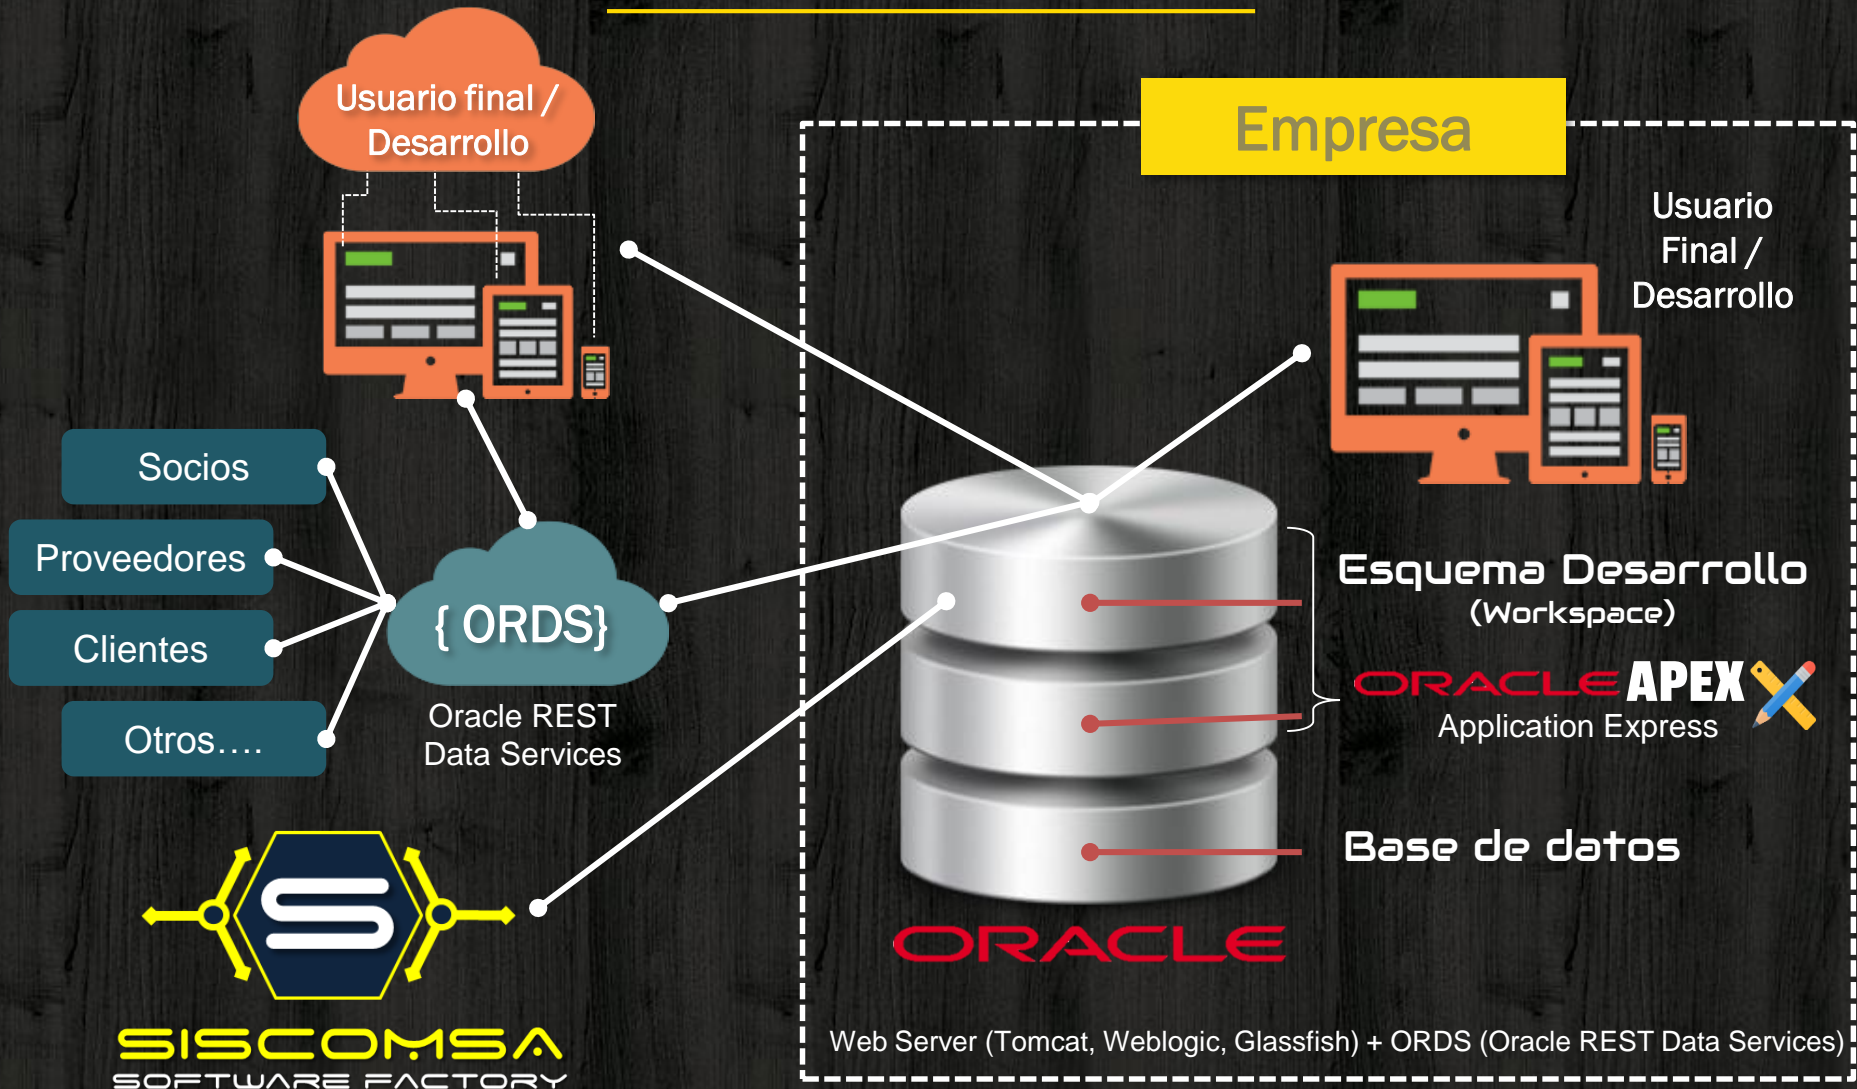 Usuario final /
Desarrollo
Empresa
Usuario
Final /
Desarrollo
Socios
Proveedores
Clientes
Otros....
{ ORDS}
Oracle REST
Data Services
Esquema Desarrollo
(Workspace)
ORACLE APEX
Application Express
Base de datos
ORACLE
SISCOMSA
SOFTWARE FACTORY
Web Server (Tomcat, Weblogic, Glassfish) + ORDS (Oracle REST Data Services)